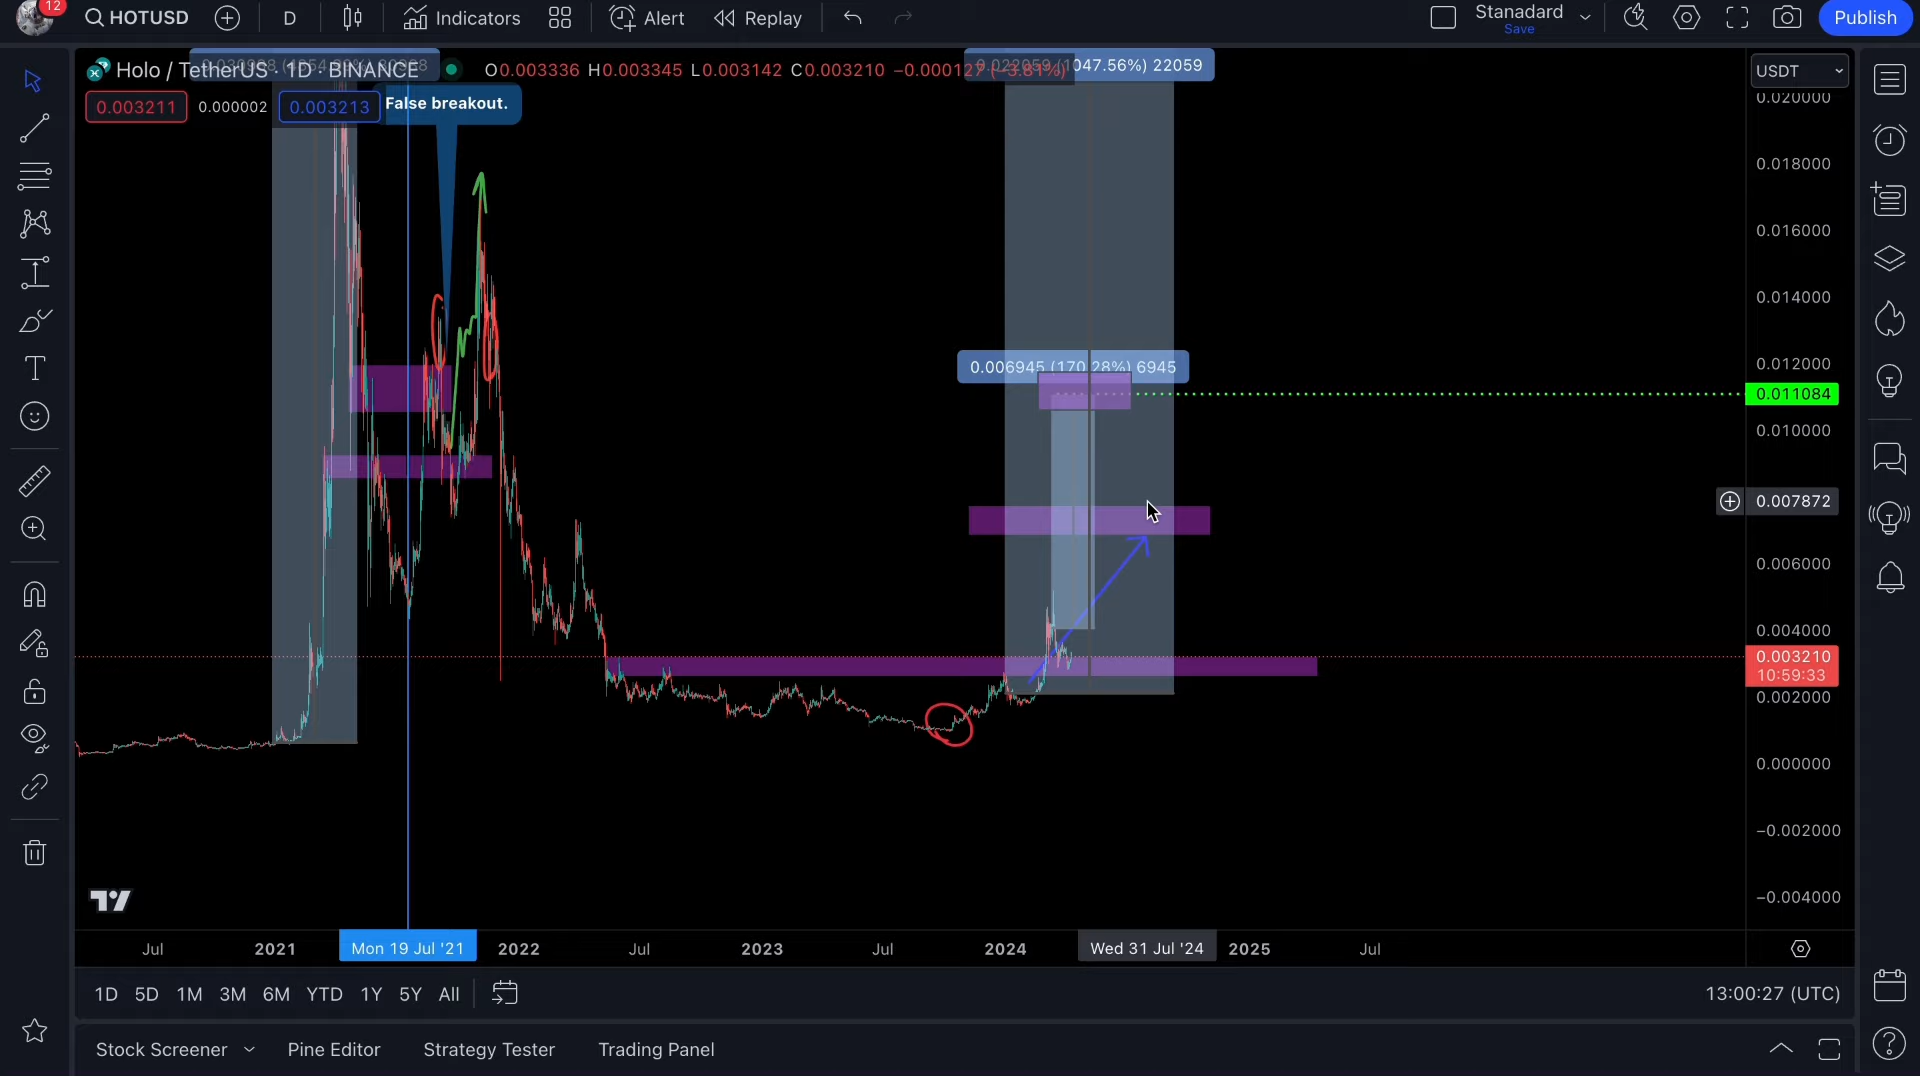 12
HOTUSD
D
Indicators
Alert
Replay
Stanadard
Save
Publish
Holo / TetherUS · 1D · BINANCE
O0.003336 H0.003345 L0.003142 C0.003210 −0.000127 (−3.81%)
0.022059 (1047.56%) 22059
USDT
0.003211
0.000002
0.003213
False breakout.
0.020000
0.018000
0.016000
0.014000
0.012000
0.006945 (170.28%) 6945
0.011084
0.010000
0.007872
0.006000
0.004000
0.003210
10:59:33
0.002000
0.000000
−0.002000
−0.004000
Jul
2021
Mon 19 Jul '21
2022
Jul
2023
Jul
2024
Wed 31 Jul '24
2025
Jul
1D 5D 1M 3M 6M YTD 1Y 5Y All
13:00:27 (UTC)
Stock Screener
Pine Editor
Strategy Tester
Trading Panel